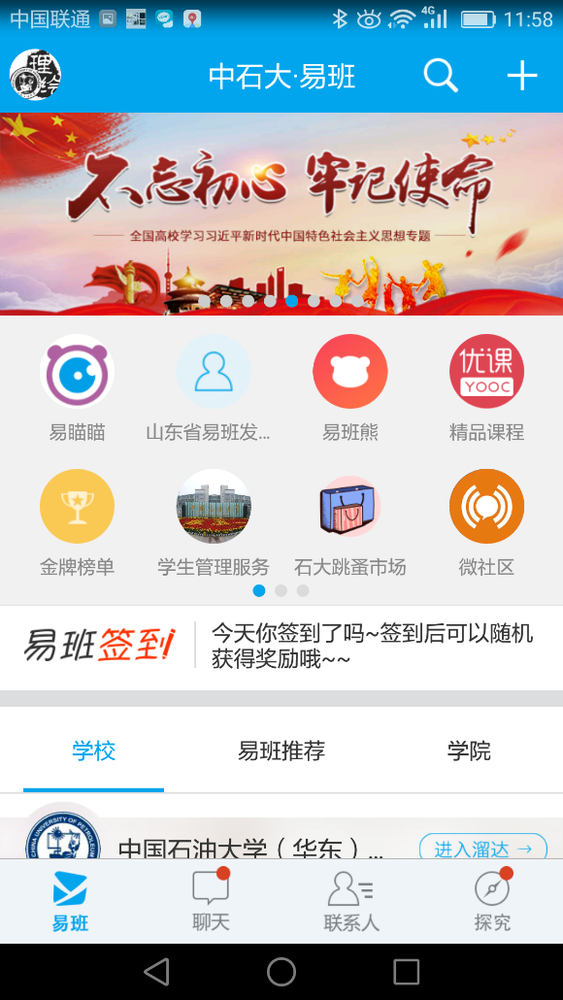 中国联通
4G
11:58
中石大·易班
不忘初心 牢记使命
全国高校学习习近平新时代中国特色社会主义思想专题
优课
YOOC
易瞄瞄
山东省易班发...
易班熊
精品课程
金牌榜单
学生管理服务
石大跳蚤市场
微社区
易班签到
今天你签到了吗~签到后可以随机
获得奖励哦~~
学校
易班推荐
学院
CHINA UNIVERSITY OF PETROLEUM
中国石油大学（华东）...
进入溜达 →
易班
聊天
联系人
探究